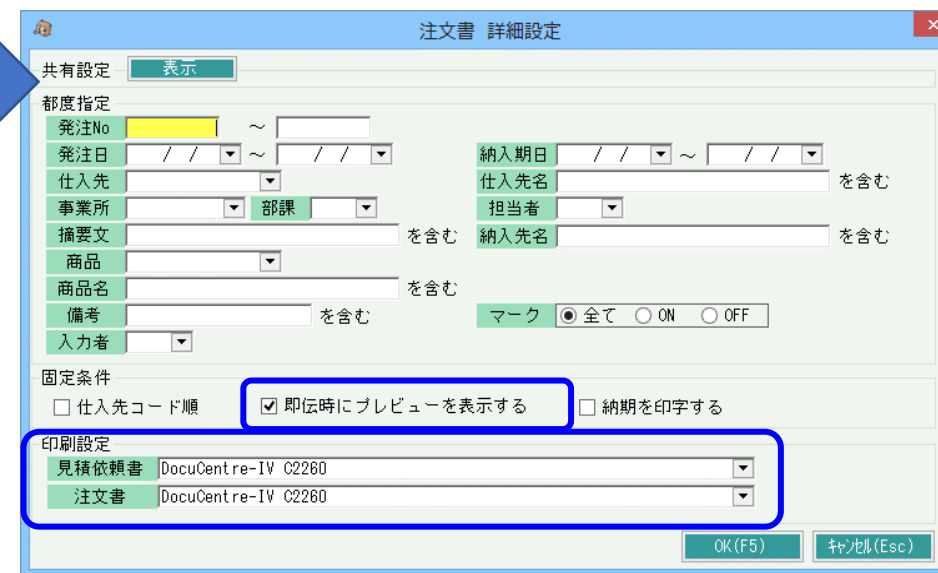 注文書 詳細設定
共有設定 表示
都度指定
発注No ～
発注日 / / ～ / / 納入期日 / / ～ / /
仕入先 仕入先名 を含む
事業所 部課 担当者
摘要文 を含む 納入先名 を含む
商品
商品名 を含む
備考 を含む マーク 全て ON OFF
入力者
固定条件
仕入先コード順 即伝時にプレビューを表示する 納期を印字する
印刷設定
見積依頼書 DocuCentre-IV C2260
注文書 DocuCentre-IV C2260
OK(F5) ｷｬﾝｾﾙ(Esc)